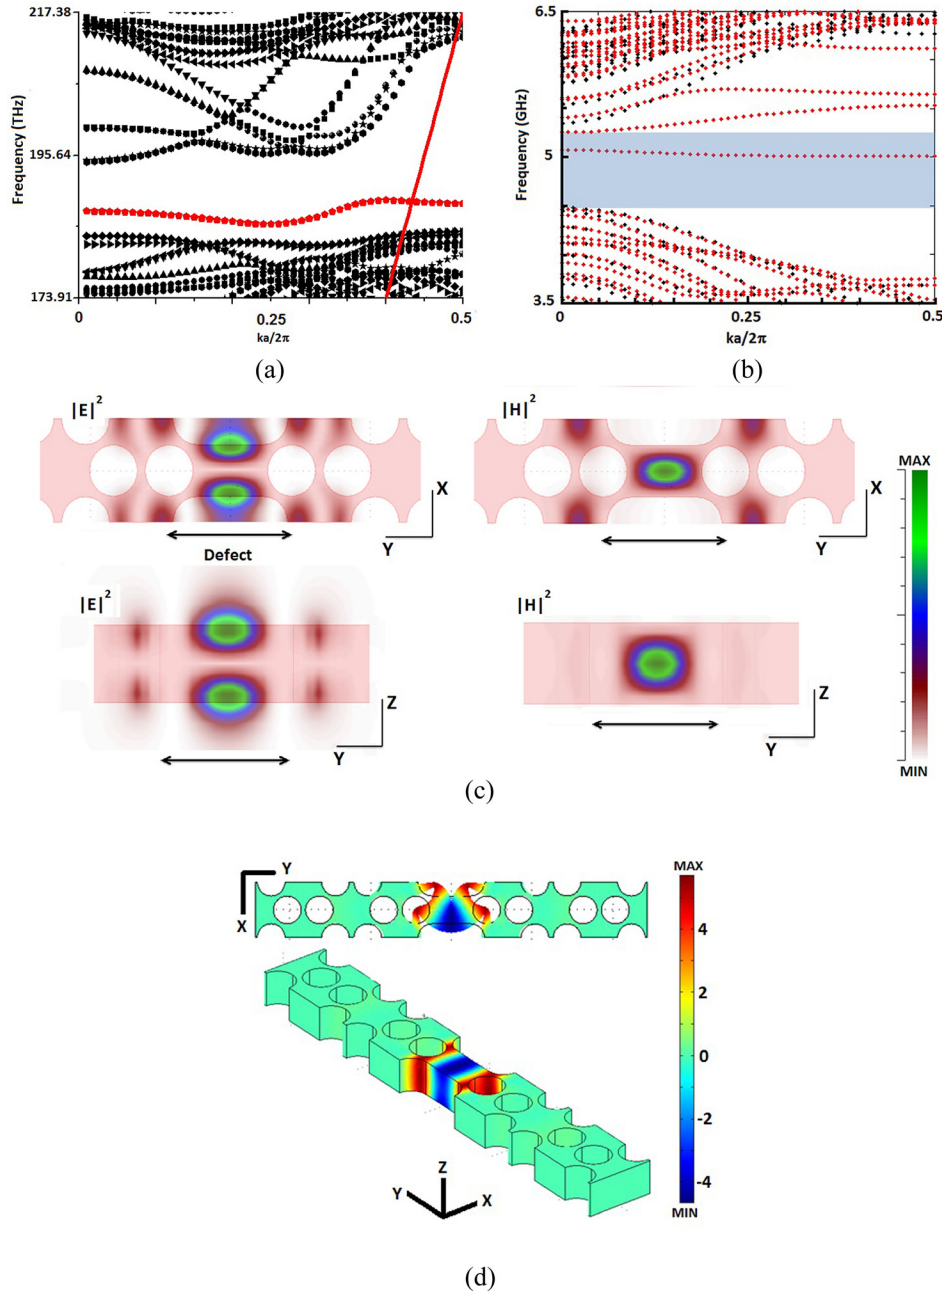 217.38
195.64
173.91
Frequency (THz)
0
0.25
0.5
ka/2π
(a)
6.5
5
3.5
Frequency (GHz)
0
0.25
0.5
ka/2π
(b)
|E|²
X
Y
Defect
|H|²
X
Y
MAX
MIN
|E|²
Z
Y
|H|²
Z
Y
(c)
Y
X
MAX
4
2
0
-2
-4
MIN
Z
Y
X
(d)